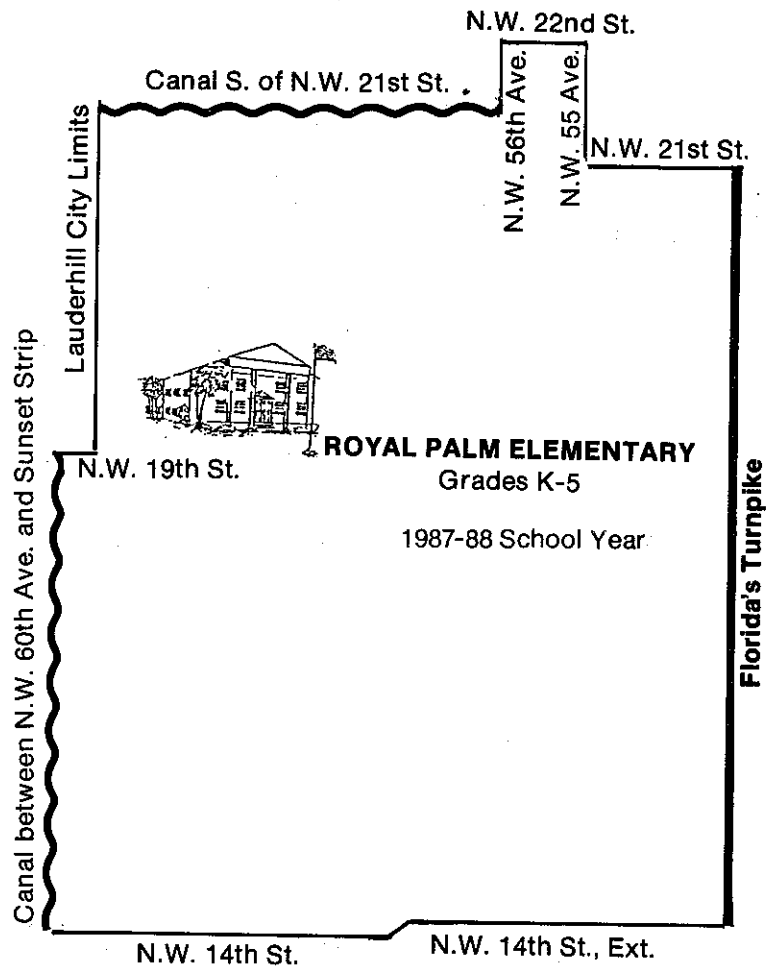 N.W. 22nd St.
Canal S. of N.W. 21st St.
N.W. 56th Ave.
N.W. 55 Ave.
N.W. 21st St.
Lauderhill City Limits
Canal between N.W. 60th Ave. and Sunset Strip
N.W. 19th St.
ROYAL PALM ELEMENTARY
Grades K-5
1987-88 School Year
Florida's Turnpike
N.W. 14th St.
N.W. 14th St., Ext.